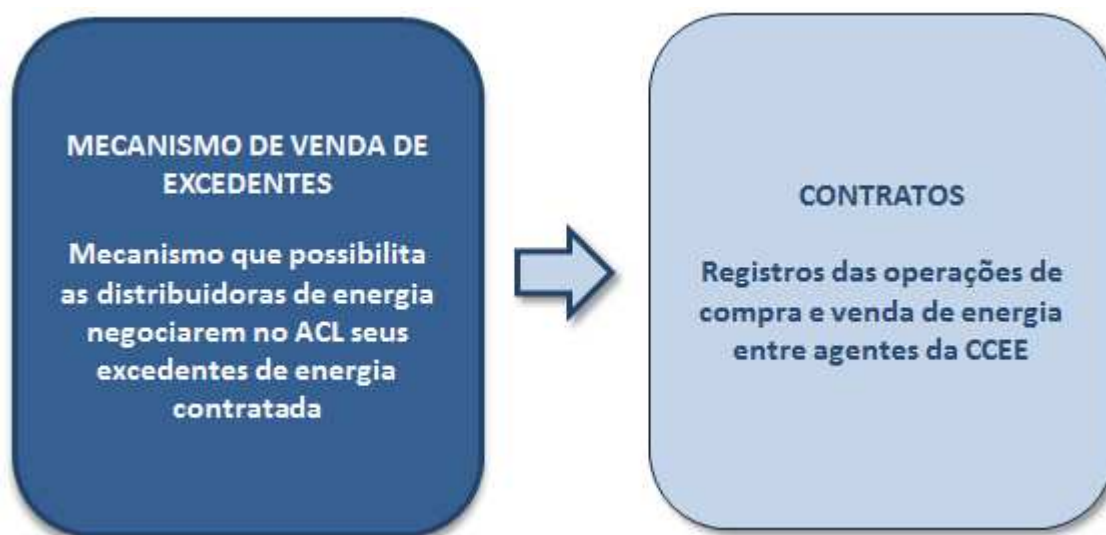 MECANISMO DE VENDA DE
EXCEDENTES
Mecanismo que possibilita
as distribuidoras de energia
negociarem no ACL seus
excedentes de energia
contratada
CONTRATOS
Registros das operações de
compra e venda de energia
entre agentes da CCEE